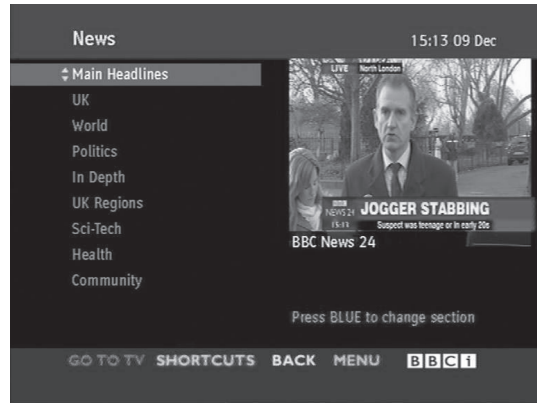 News
15:13 09 Dec
Main Headlines
UK
World
Politics
In Depth
UK Regions
Sci-Tech
Health
Community
LIVE North London
BBC
NEWS 24
15:13
JOGGER STABBING
Suspect was teenage or in early 20s
BBC News 24
Press BLUE to change section
GO TO TV SHORTCUTS BACK MENU BBCi